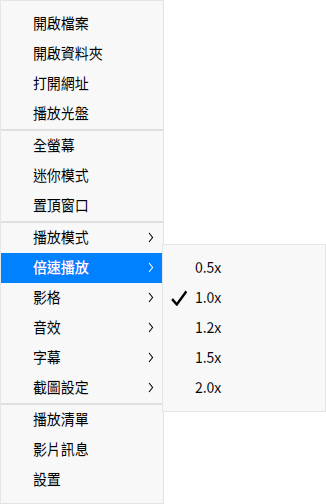 開啟檔案
開啟資料夾
打開網址
播放光盤
全螢幕
迷你模式
置頂窗口
播放模式
倍速播放
影格
音效
字幕
截圖設定
播放清單
影片訊息
設置
0.5x
1.0x
1.2x
1.5x
2.0x